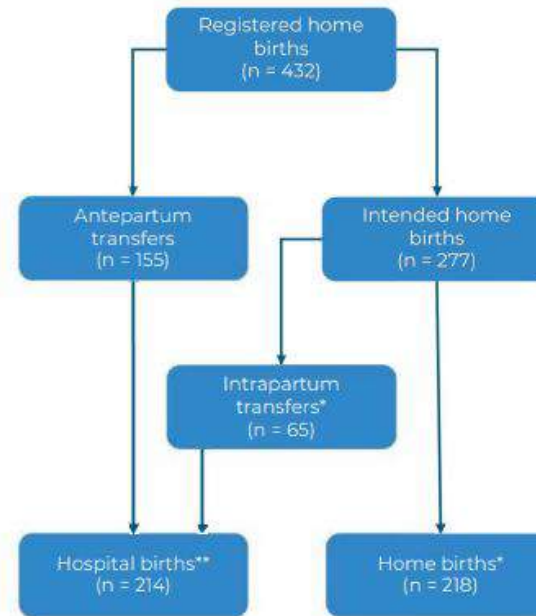 Registered home
births
(n = 432)
Antepartum
transfers
(n = 155)
Intended home
births
(n = 277)
Intrapartum
transfers*
(n = 65)
Hospital births**
(n = 214)
Home births*
(n = 218)